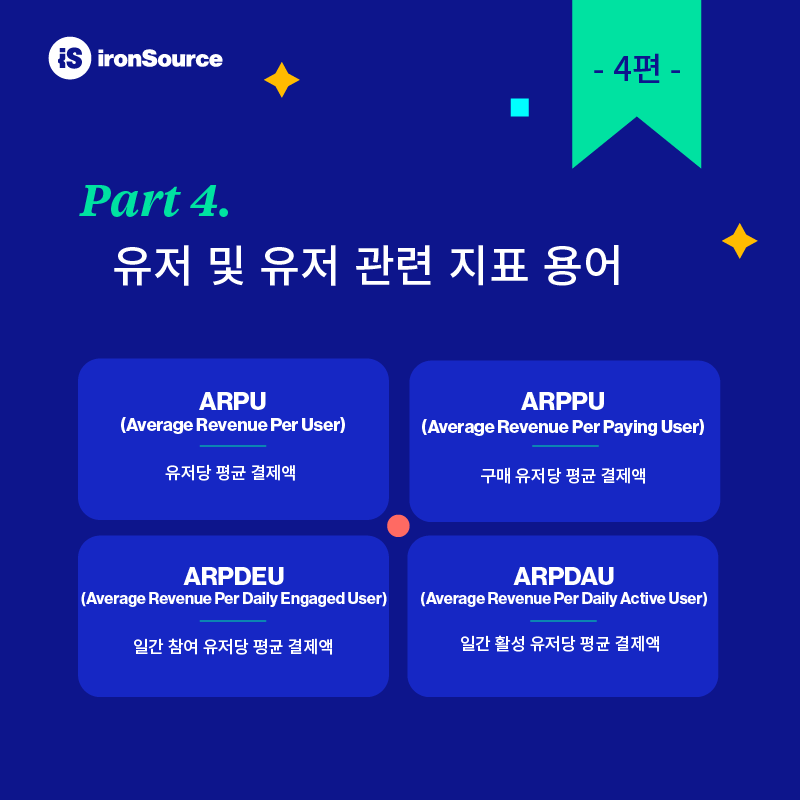 iS ironSource
- 4편 -
Part 4.
유저 및 유저 관련 지표 용어
ARPU
(Average Revenue Per User)
유저당 평균 결제액
ARPPU
(Average Revenue Per Paying User)
구매 유저당 평균 결제액
ARPDEU
(Average Revenue Per Daily Engaged User)
일간 참여 유저당 평균 결제액
ARPDAU
(Average Revenue Per Daily Active User)
일간 활성 유저당 평균 결제액